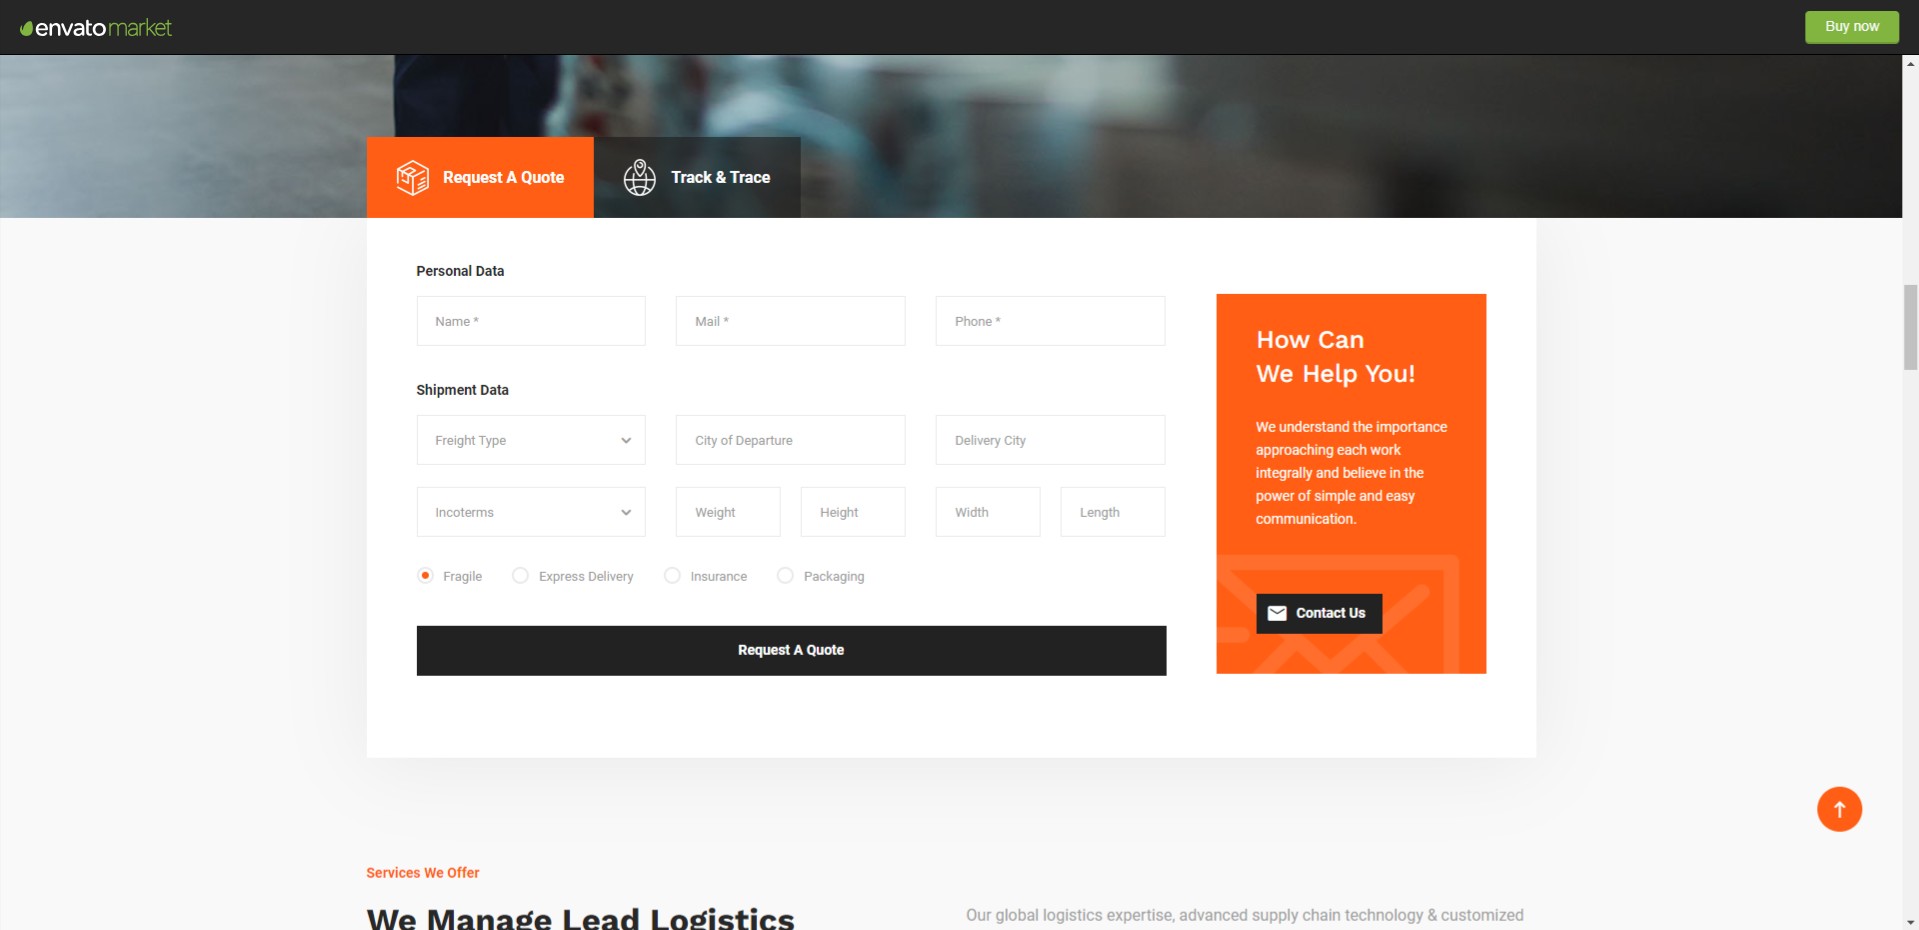 envato market
Buy now
Request A Quote
Track & Trace
Personal Data
Name *
Mail *
Phone *
Shipment Data
Freight Type
City of Departure
Delivery City
Incoterms
Weight
Height
Width
Length
Fragile
Express Delivery
Insurance
Packaging
Request A Quote
How Can
We Help You!
We understand the importance
approaching each work
integrally and believe in the
power of simple and easy
communication.
Contact Us
Services We Offer
We Manage Lead Logistics
Our global logistics expertise, advanced supply chain technology & customized